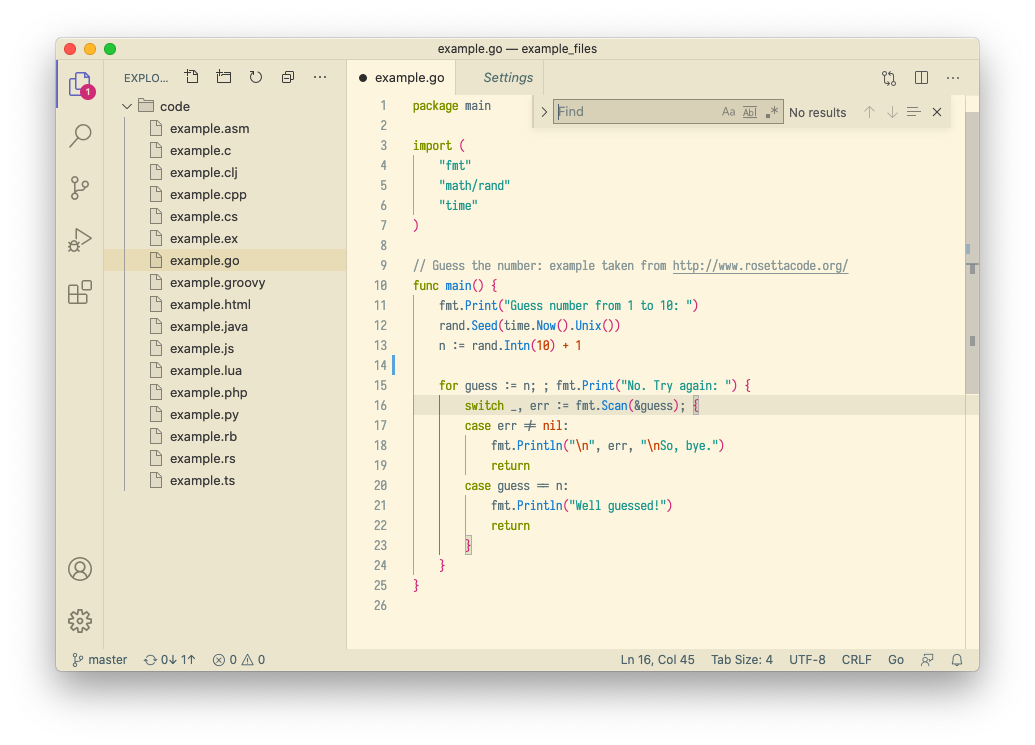 example.go — example_files
EXPLO...
example.go
Settings
1
code
example.asm
example.c
example.clj
example.cpp
example.cs
example.ex
example.go
example.groovy
example.html
example.java
example.js
example.lua
example.php
example.py
example.rb
example.rs
example.ts
Find
Aa
Abl
.*
No results
1 package main
2
3 import (
4 "fmt"
5 "math/rand"
6 "time"
7 )
8
9 // Guess the number: example taken from http://www.rosettacode.org/
10 func main() {
11 fmt.Print("Guess number from 1 to 10: ")
12 rand.Seed(time.Now().Unix())
13 n := rand.Intn(10) + 1
14
15 for guess := n; ; fmt.Print("No. Try again: ") {
16 switch _, err := fmt.Scan(&guess); {
17 case err ≠ nil:
18 fmt.Println("\n", err, "\nSo, bye.")
19 return
20 case guess == n:
21 fmt.Println("Well guessed!")
22 return
23 }
24 }
25 }
26
master 0↓ 1↑ 0 0 Ln 16, Col 45 Tab Size: 4 UTF-8 CRLF Go